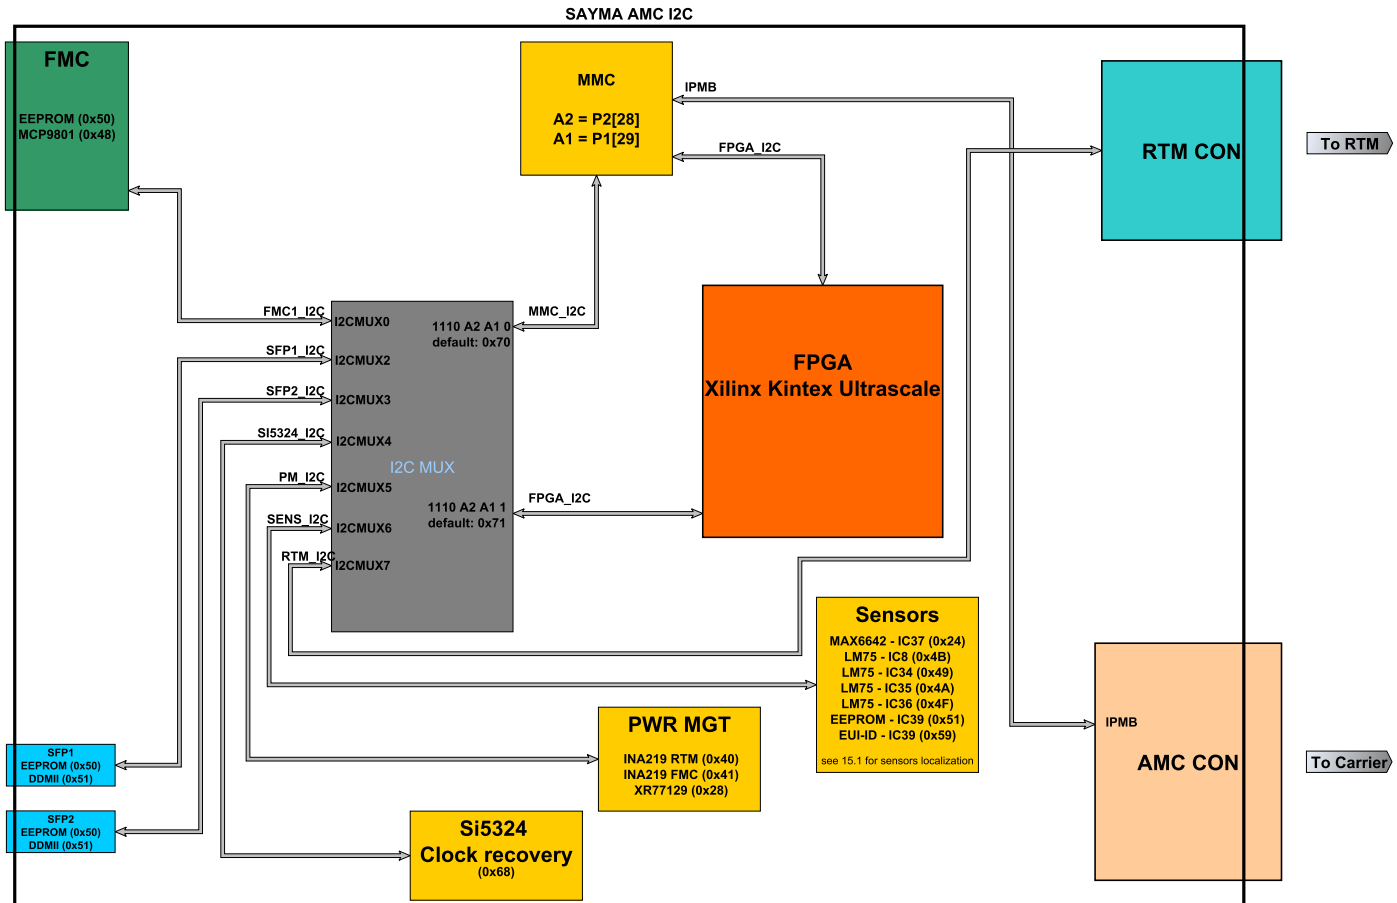 SAYMA AMC I2C
FMC
EEPROM (0x50)
MCP9801 (0x48)
MMC
A2 = P2[28]
A1 = P1[29]
IPMB
FPGA_I2C
RTM CON
To RTM
FMC1_I2C
SFP1_I2C
SFP2_I2C
SI5324_I2C
PM_I2C
SENS_I2C
RTM_I2C
I2CMUX0
I2CMUX2
I2CMUX3
I2CMUX4
I2CMUX5
I2CMUX6
I2CMUX7
I2C MUX
1110 A2 A1 0
default: 0x70
1110 A2 A1 1
default: 0x71
MMC_I2C
FPGA_I2C
FPGA
Xilinx Kintex Ultrascale
Sensors
MAX6642 - IC37 (0x24)
LM75 - IC8 (0x4B)
LM75 - IC34 (0x49)
LM75 - IC35 (0x4A)
LM75 - IC36 (0x4F)
EEPROM - IC39 (0x51)
EUI-ID - IC39 (0x59)
see 15.1 for sensors localization
IPMB
AMC CON
To Carrier
PWR MGT
INA219 RTM (0x40)
INA219 FMC (0x41)
XR77129 (0x28)
SFP1
EEPROM (0x50)
DDMII (0x51)
SFP2
EEPROM (0x50)
DDMII (0x51)
Si5324
Clock recovery
(0x68)